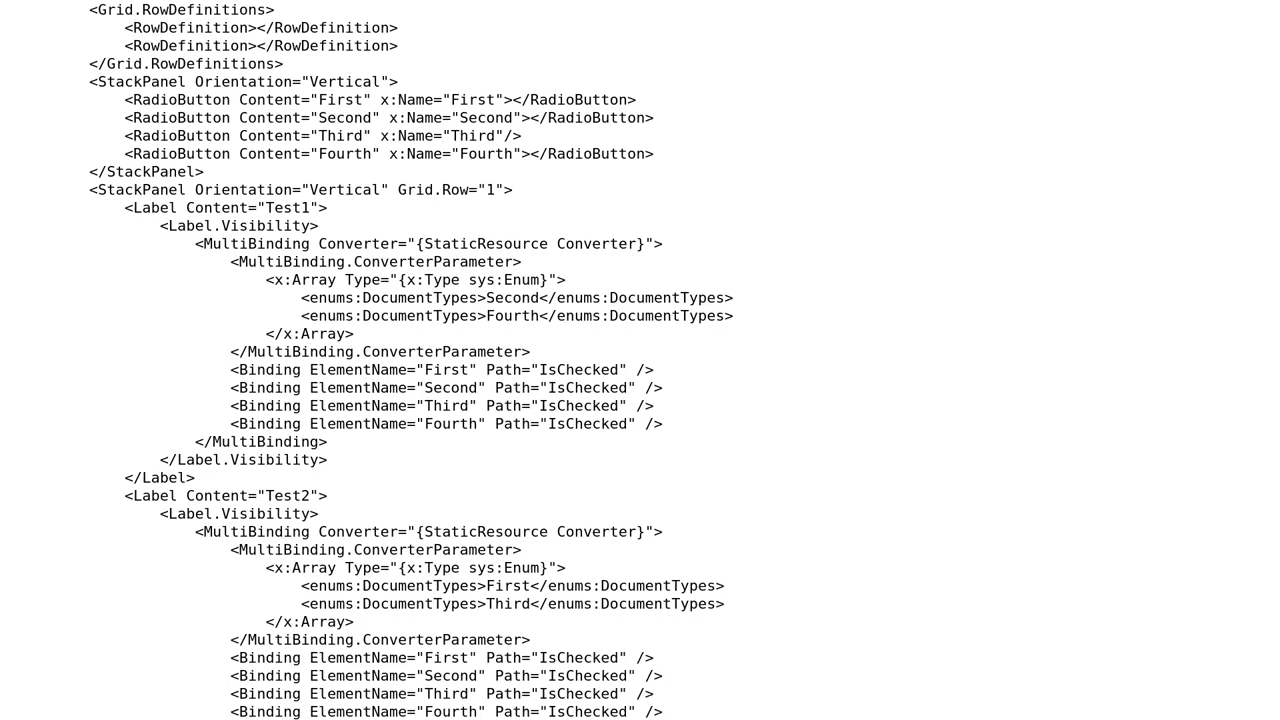 <Grid.RowDefinitions>
<RowDefinition></RowDefinition>
<RowDefinition></RowDefinition>
</Grid.RowDefinitions>
<StackPanel Orientation="Vertical">
<RadioButton Content="First" x:Name="First"></RadioButton>
<RadioButton Content="Second" x:Name="Second"></RadioButton>
<RadioButton Content="Third" x:Name="Third"/>
<RadioButton Content="Fourth" x:Name="Fourth"></RadioButton>
</StackPanel>
<StackPanel Orientation="Vertical" Grid.Row="1">
<Label Content="Test1">
<Label.Visibility>
<MultiBinding Converter="{StaticResource Converter}">
<MultiBinding.ConverterParameter>
<x:Array Type="{x:Type sys:Enum}">
<enums:DocumentTypes>Second</enums:DocumentTypes>
<enums:DocumentTypes>Fourth</enums:DocumentTypes>
</x:Array>
</MultiBinding.ConverterParameter>
<Binding ElementName="First" Path="IsChecked" />
<Binding ElementName="Second" Path="IsChecked" />
<Binding ElementName="Third" Path="IsChecked" />
<Binding ElementName="Fourth" Path="IsChecked" />
</MultiBinding>
</Label.Visibility>
</Label>
<Label Content="Test2">
<Label.Visibility>
<MultiBinding Converter="{StaticResource Converter}">
<MultiBinding.ConverterParameter>
<x:Array Type="{x:Type sys:Enum}">
<enums:DocumentTypes>First</enums:DocumentTypes>
<enums:DocumentTypes>Third</enums:DocumentTypes>
</x:Array>
</MultiBinding.ConverterParameter>
<Binding ElementName="First" Path="IsChecked" />
<Binding ElementName="Second" Path="IsChecked" />
<Binding ElementName="Third" Path="IsChecked" />
<Binding ElementName="Fourth" Path="IsChecked" />